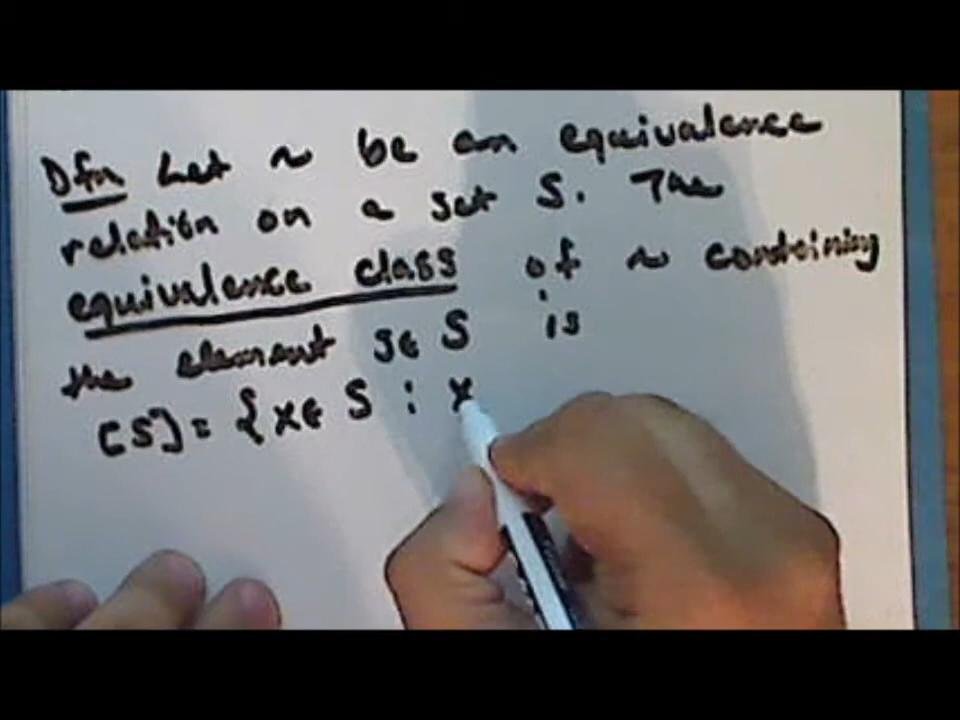 Dfn Let ~ be an equivalence
relation on a set S. The
equivalence class of ~ containing
the element s∈ S is
[S] = {x∈ S : x